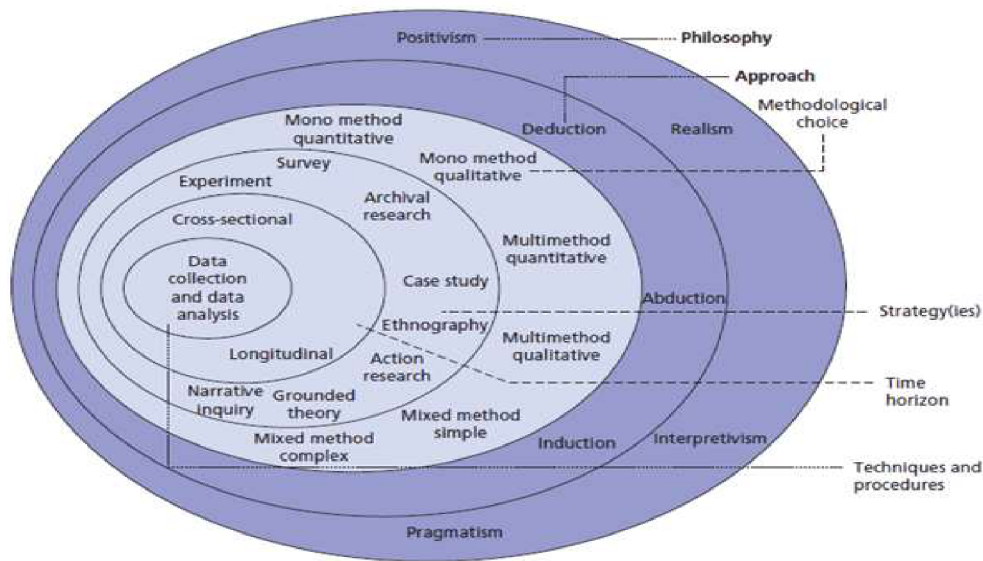 Positivism
Philosophy
Approach
Methodological
choice
Mono method
quantitative
Deduction
Realism
Mono method
qualitative
Survey
Experiment
Archival
research
Cross-sectional
Multimethod
quantitative
Data
collection
and data
analysis
Case study
Abduction
Strategy(ies)
Ethnography
Multimethod
qualitative
Longitudinal
Action
research
Time
horizon
Narrative
inquiry
Grounded
theory
Mixed method
simple
Mixed method
complex
Induction
Interpretivism
Techniques and
procedures
Pragmatism